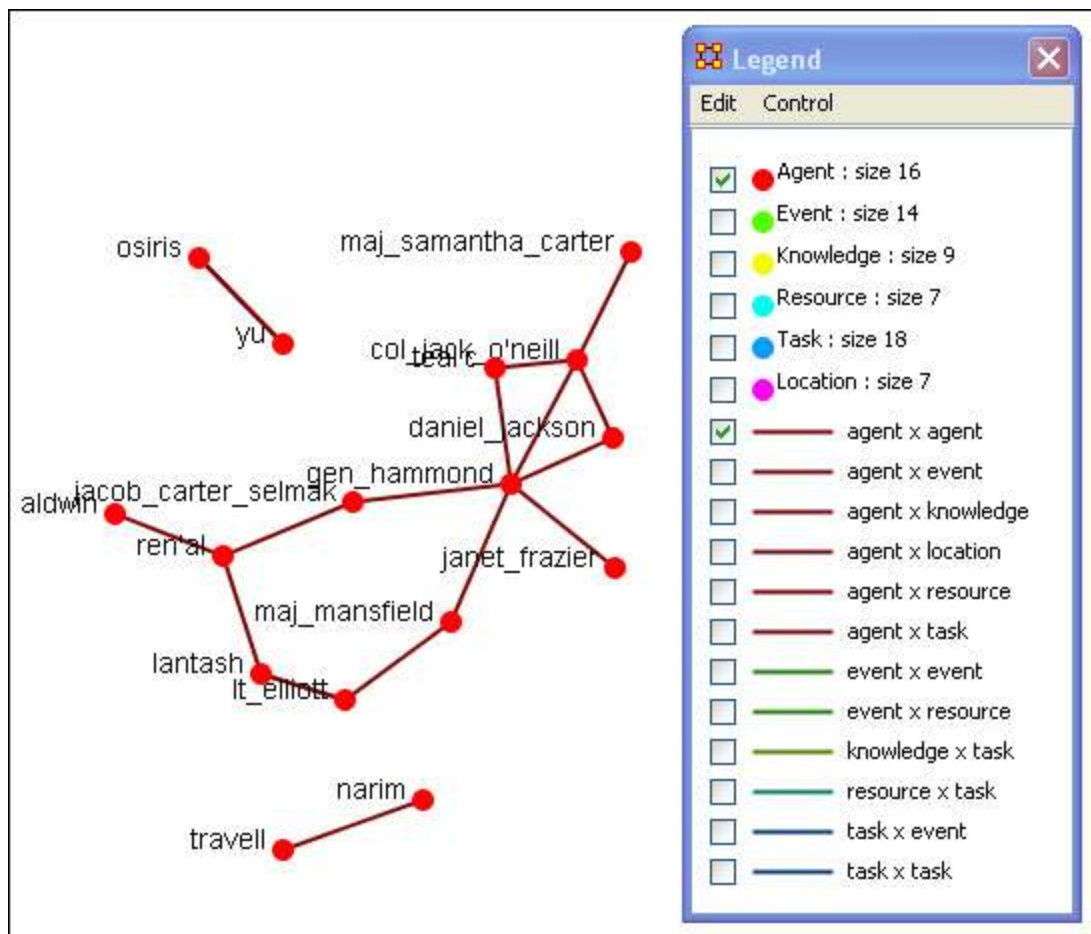 Legend
Edit Control
Agent : size 16
Event : size 14
Knowledge : size 9
Resource : size 7
Task : size 18
Location : size 7
agent x agent
agent x event
agent x knowledge
agent x location
agent x resource
agent x task
event x event
event x resource
knowledge x task
resource x task
task x event
task x task
osiris
maj_samantha_carter
yu
col_jack_o'neill
daniel_jackson
gen_hammond
jacob_carter_selmak
aldwin
ren'al
janet_frazier
maj_mansfield
lantash
lt_elliott
narim
travell